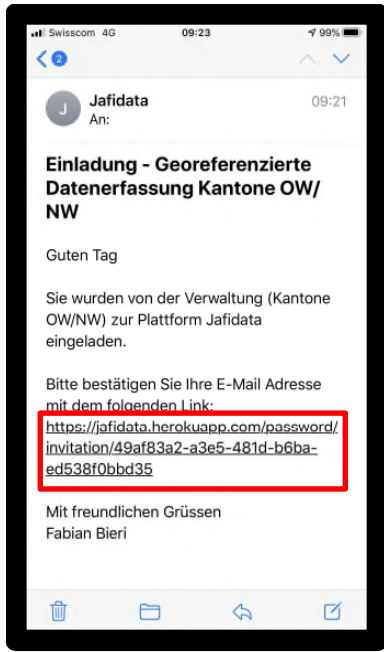 Swisscom 4G 09:23 99%
2
J Jafidata 09:21
An:
Einladung - Georeferenzierte
Datenerfassung Kantone OW/
NW
Guten Tag
Sie wurden von der Verwaltung (Kantone
OW/NW) zur Plattform Jafidata
eingeladen.
Bitte bestätigen Sie Ihre E-Mail Adresse
mit dem folgenden Link:
https://jafidata.herokuapp.com/password/
invitation/49af83a2-a3e5-481d-b6ba-
ed538f0bbd35
Mit freundlichen Grüssen
Fabian Bieri